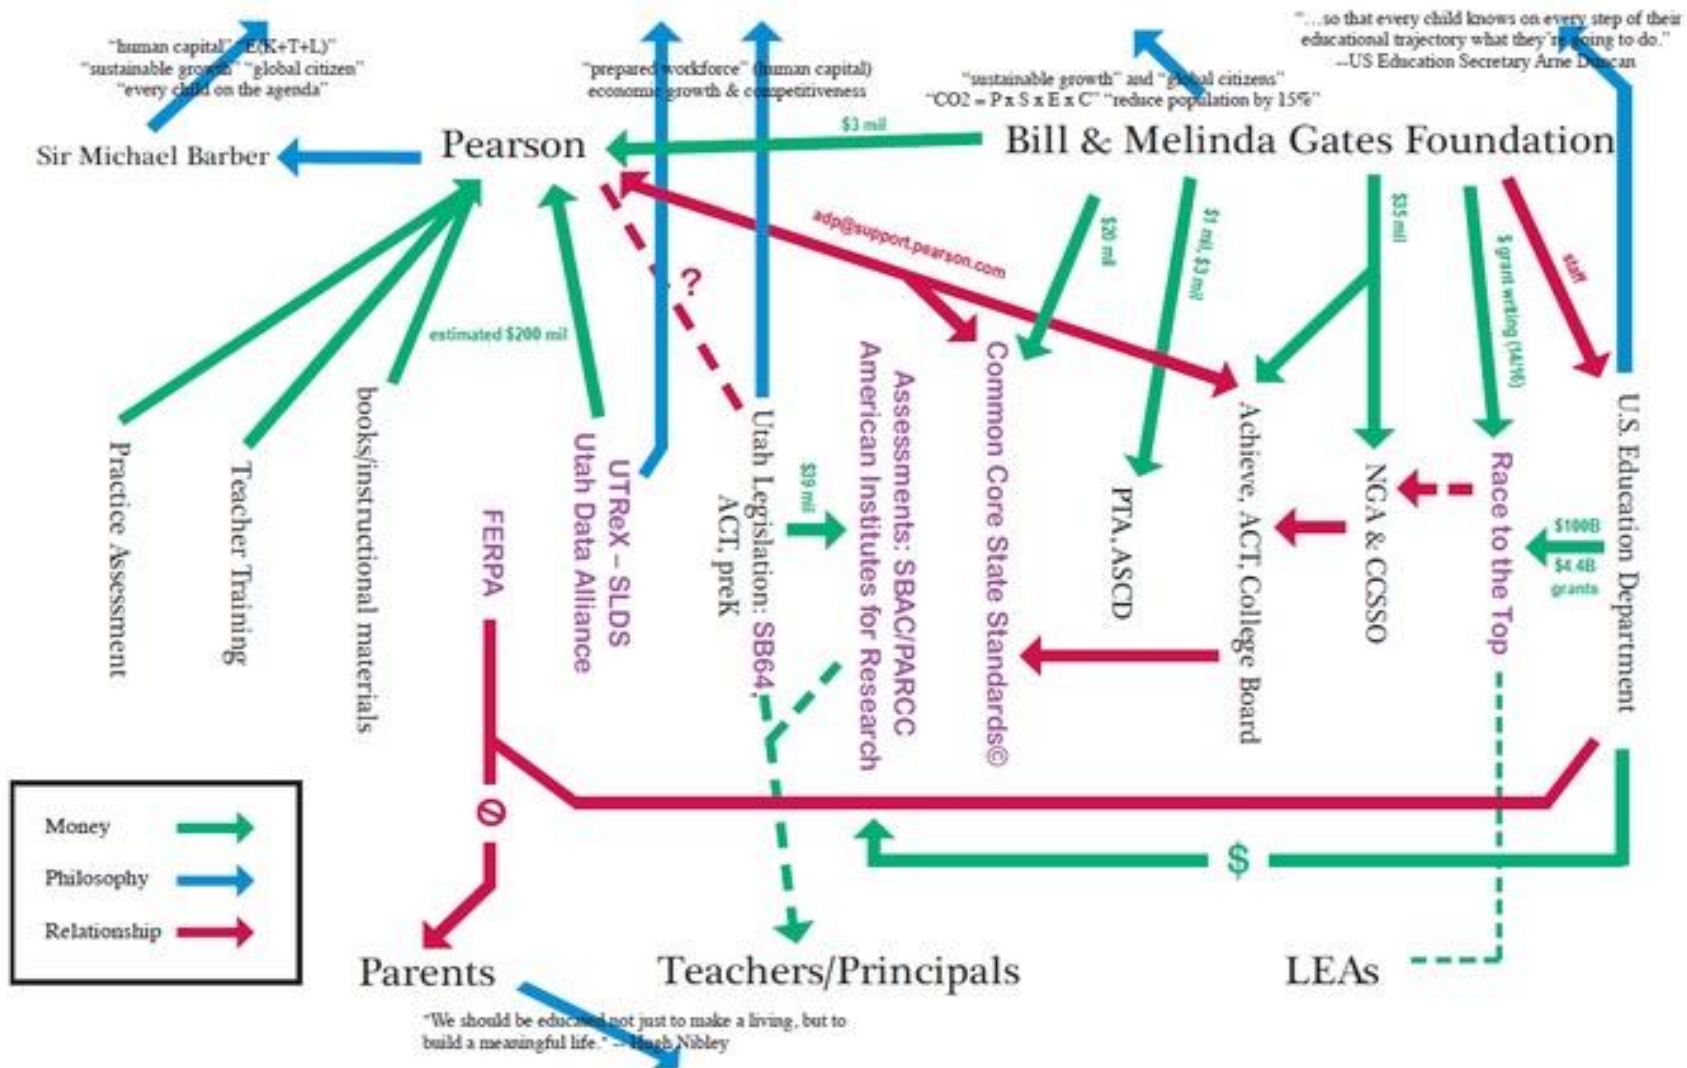 "human capital" "E(K+T+L)"
"sustainable growth" "global citizen"
"every child on the agenda"
"prepared workforce" (human capital)
economic growth & competitiveness
"sustainable growth" and "global citizens"
"CO2 = P x S x E x C" "reduce population by 15%"
"…so that every child knows on every step of their
educational trajectory what they're going to do."
--US Education Secretary Arne Duncan
Sir Michael Barber
Pearson
$3 mil
Bill & Melinda Gates Foundation
adp@support.pearson.com
?
$20 mil
$1 mil, $3 mil
$35 mil
$ grant writing (14/16)
staff
estimated $200 mil
Practice Assessment
Teacher Training
books/instructional materials
FERPA
UTReX – SLDS
Utah Data Alliance
Utah Legislation: SB64,
ACT, preK
$39 mil
Assessments: SBAC/PARCC
American Institutes for Research
Common Core State Standards©
PTA, ASCD
Achieve, ACT, College Board
NGA & CCSSO
Race to the Top
$100B
$4.4B
grants
U.S. Education Department
$
Money
Philosophy
Relationship
Parents
Teachers/Principals
LEAs
"We should be educated not just to make a living, but to
build a meaningful life." -- Hugh Nibley